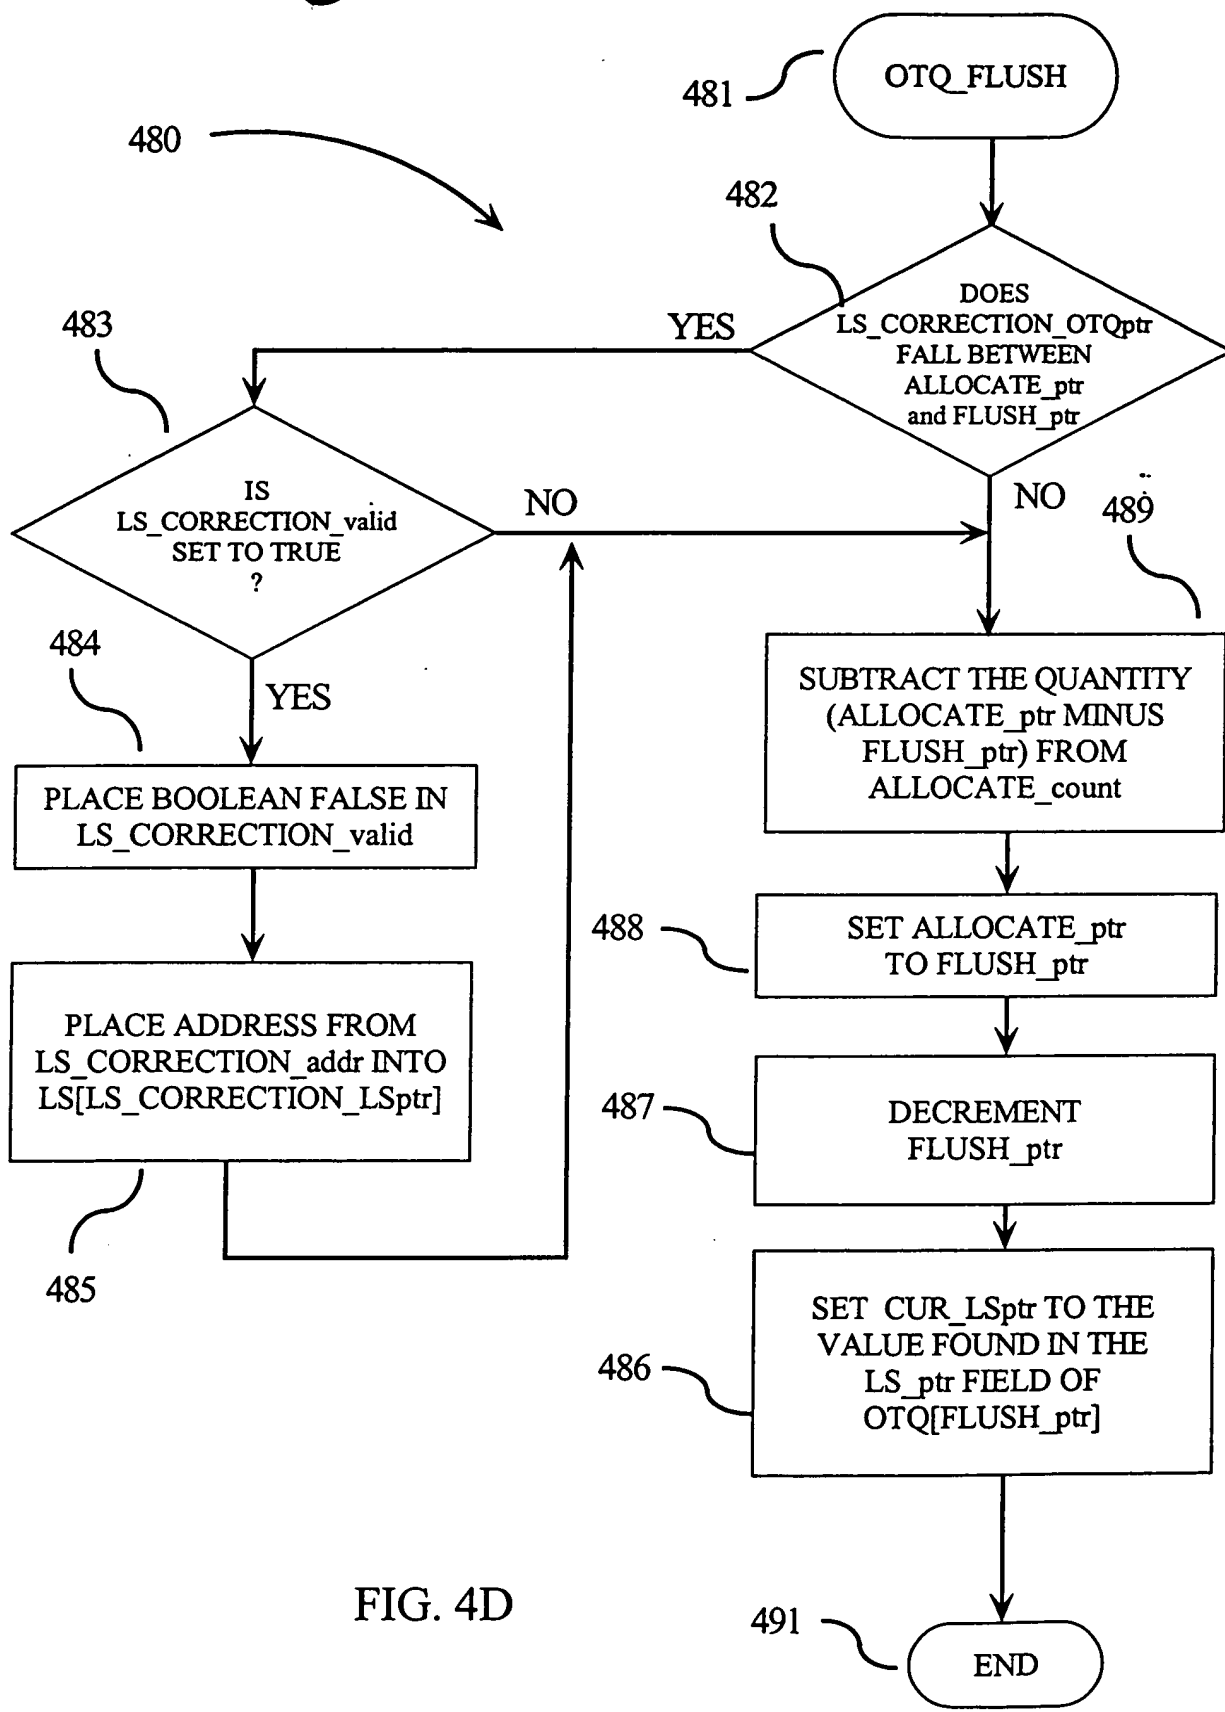 481
OTQ_FLUSH
480
482
DOES
LS_CORRECTION_OTQptr
FALL BETWEEN
ALLOCATE_ptr
and FLUSH_ptr
YES
NO
483
IS
LS_CORRECTION_valid
SET TO TRUE
?
NO
YES
489
SUBTRACT THE QUANTITY
(ALLOCATE_ptr MINUS
FLUSH_ptr) FROM
ALLOCATE_count
484
PLACE BOOLEAN FALSE IN
LS_CORRECTION_valid
488
SET ALLOCATE_ptr
TO FLUSH_ptr
PLACE ADDRESS FROM
LS_CORRECTION_addr INTO
LS[LS_CORRECTION_LSptr]
485
487
DECREMENT
FLUSH_ptr
486
SET CUR_LSptr TO THE
VALUE FOUND IN THE
LS_ptr FIELD OF
OTQ[FLUSH_ptr]
FIG. 4D
491
END